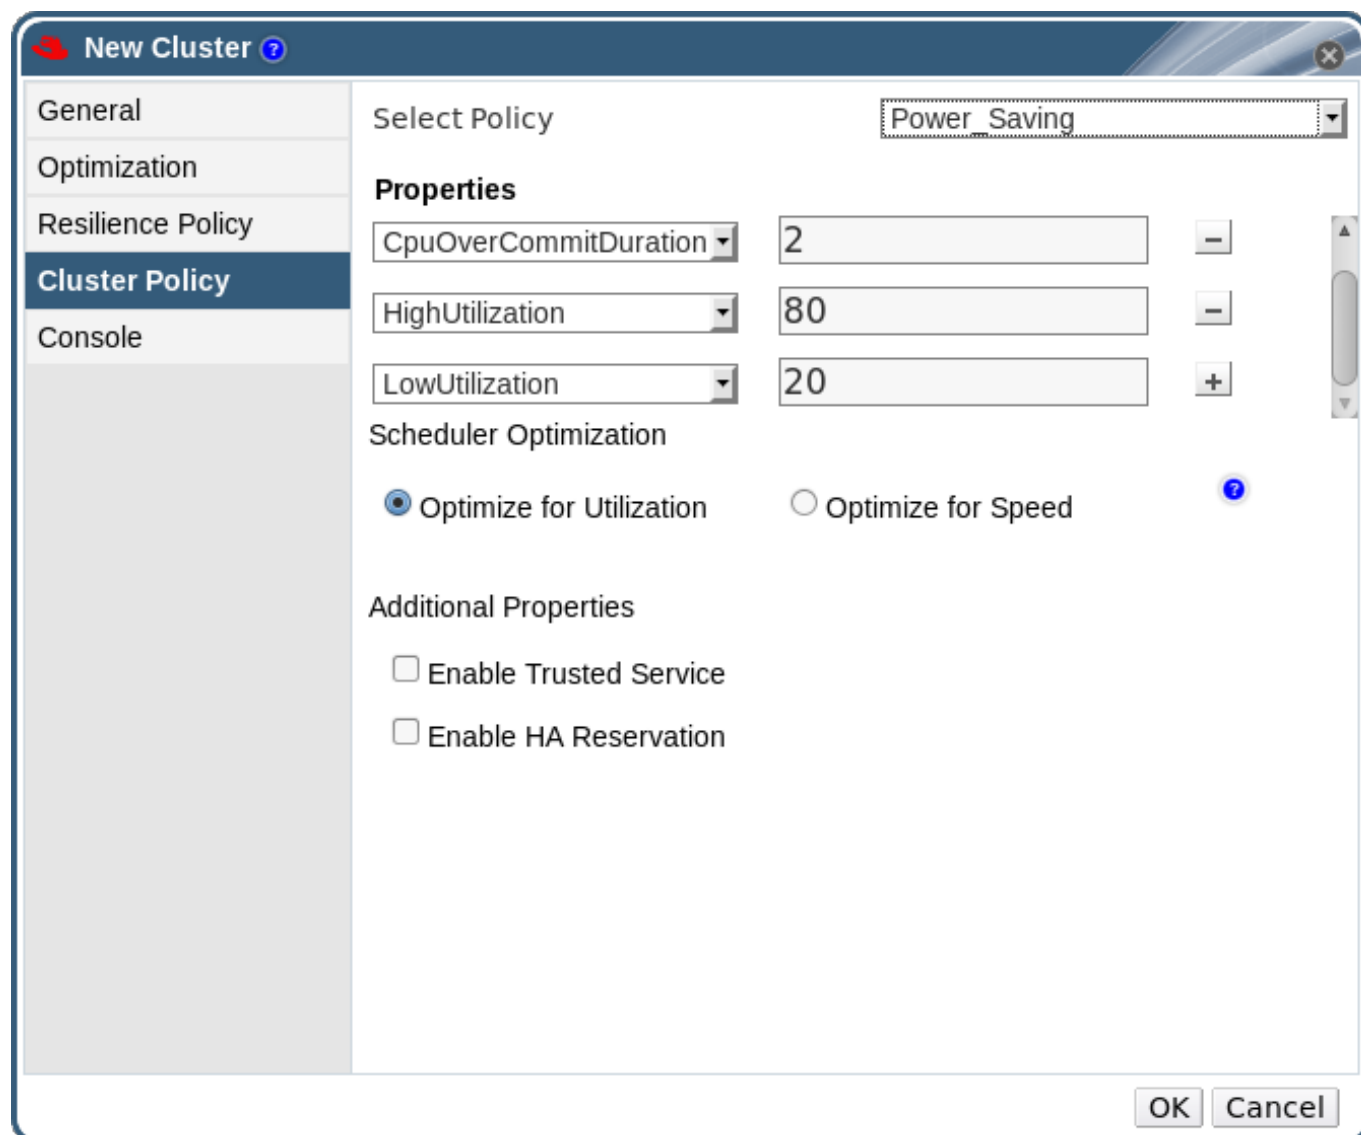 New Cluster ?
General
Optimization
Resilience Policy
Cluster Policy
Console
Select Policy Power_Saving
Properties
CpuOverCommitDuration 2 −
HighUtilization 80 −
LowUtilization 20 +
Scheduler Optimization
Optimize for Utilization Optimize for Speed ?
Additional Properties
Enable Trusted Service
Enable HA Reservation
OK Cancel